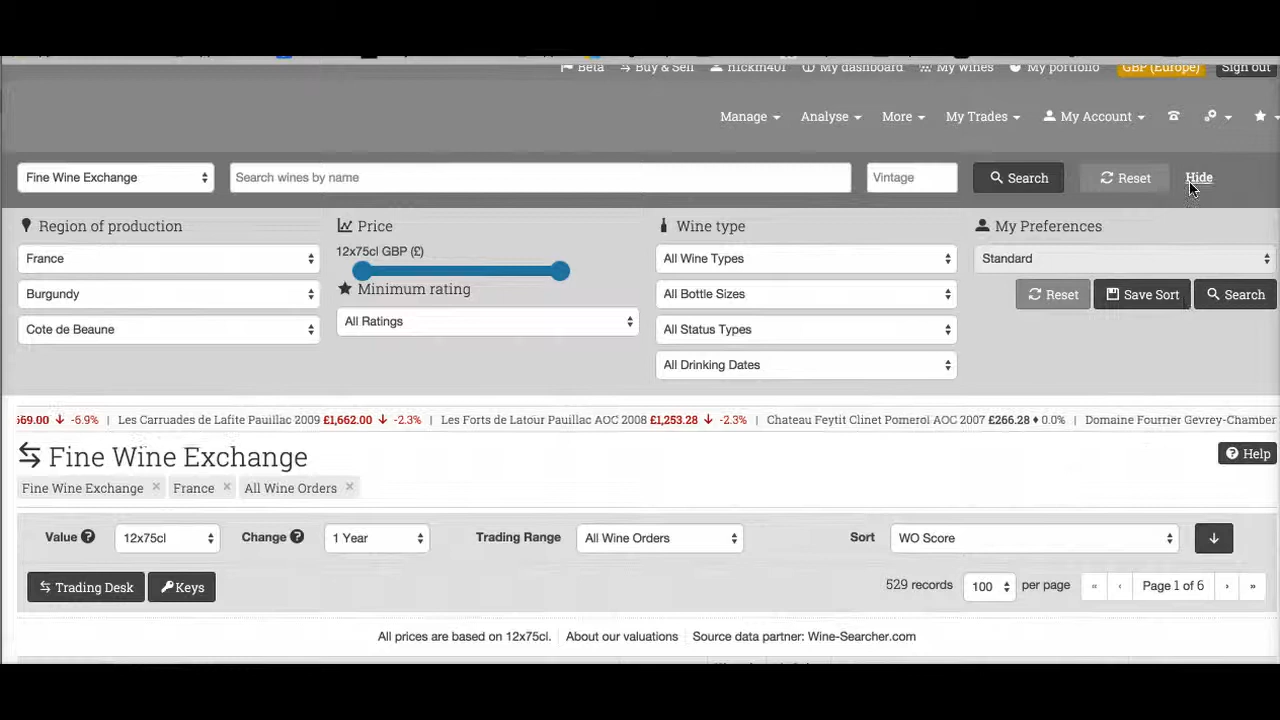 Beta Buy & Sell nickm401 My dashboard My Wines My portfolio GBP (Europe) Sign out
Manage Analyse More My Trades My Account
Fine Wine Exchange Search wines by name Vintage Search Reset Hide
Region of production Price Wine type My Preferences
12x75cl GBP (£)
France All Wine Types Standard
Minimum rating
Burgundy All Bottle Sizes Reset Save Sort Search
All Ratings
Cote de Beaune All Status Types
All Drinking Dates
569.00 -6.9% | Les Carruades de Lafite Pauillac 2009 £1,662.00 -2.3% | Les Forts de Latour Pauillac AOC 2008 £1,253.28 -2.3% | Chateau Feytit Clinet Pomerol AOC 2007 £266.28 0.0% | Domaine Fourrier Gevrey-Chamber
Fine Wine Exchange Help
Fine Wine Exchange × France × All Wine Orders ×
Value 12x75cl Change 1 Year Trading Range All Wine Orders Sort WO Score
Trading Desk Keys 529 records 100 per page « ‹ Page 1 of 6 › »
All prices are based on 12x75cl. About our valuations Source data partner: Wine-Searcher.com